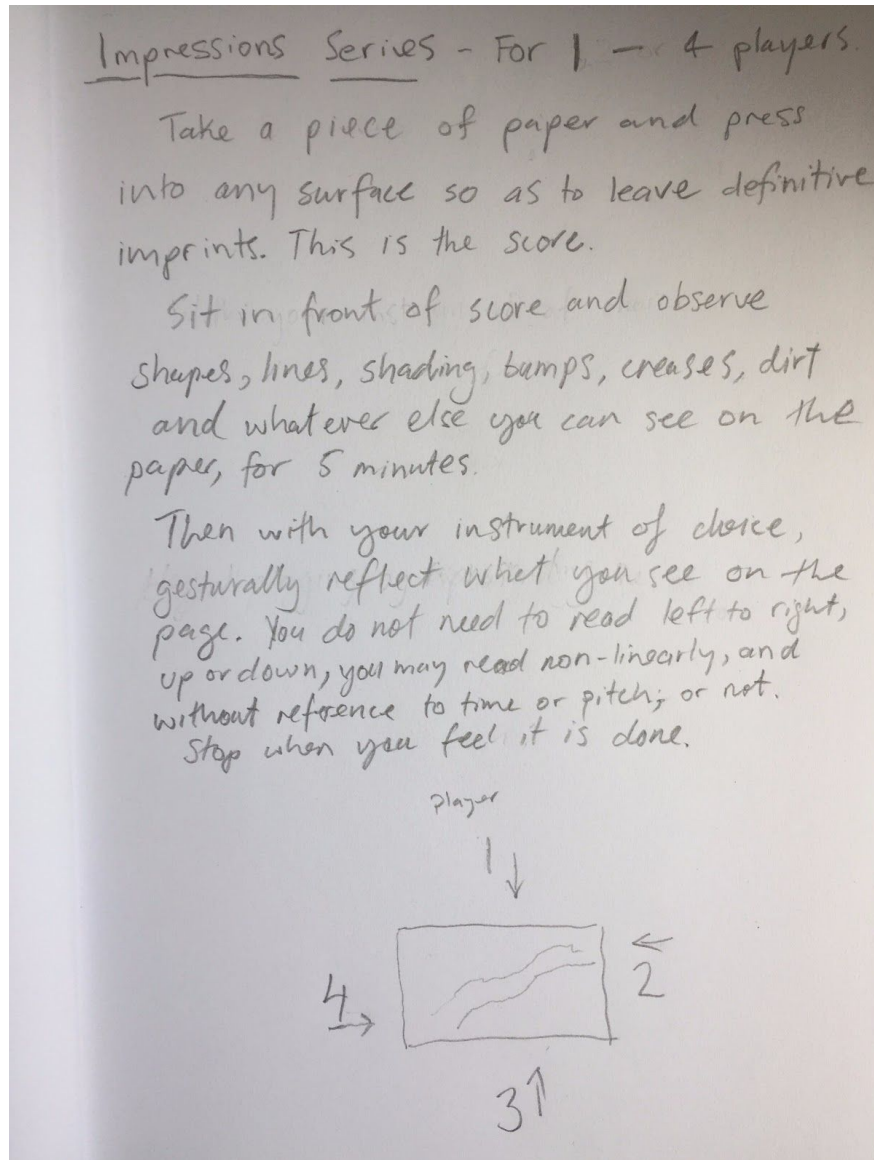 Impressions Series - For 1 - 4 players.
Take a piece of paper and press
into any surface so as to leave definitive
imprints. This is the score.
Sit in front of score and observe
shapes, lines, shading, bumps, creases, dirt
and whatever else you can see on the
paper, for 5 minutes.
Then with your instrument of choice,
gesturally reflect what you see on the
page. You do not need to read left to right,
up or down, you may read non-linearly, and
without reference to time or pitch; or not.
Stop when you feel it is done.
player
1 ↓
←
2
4
→
3↑